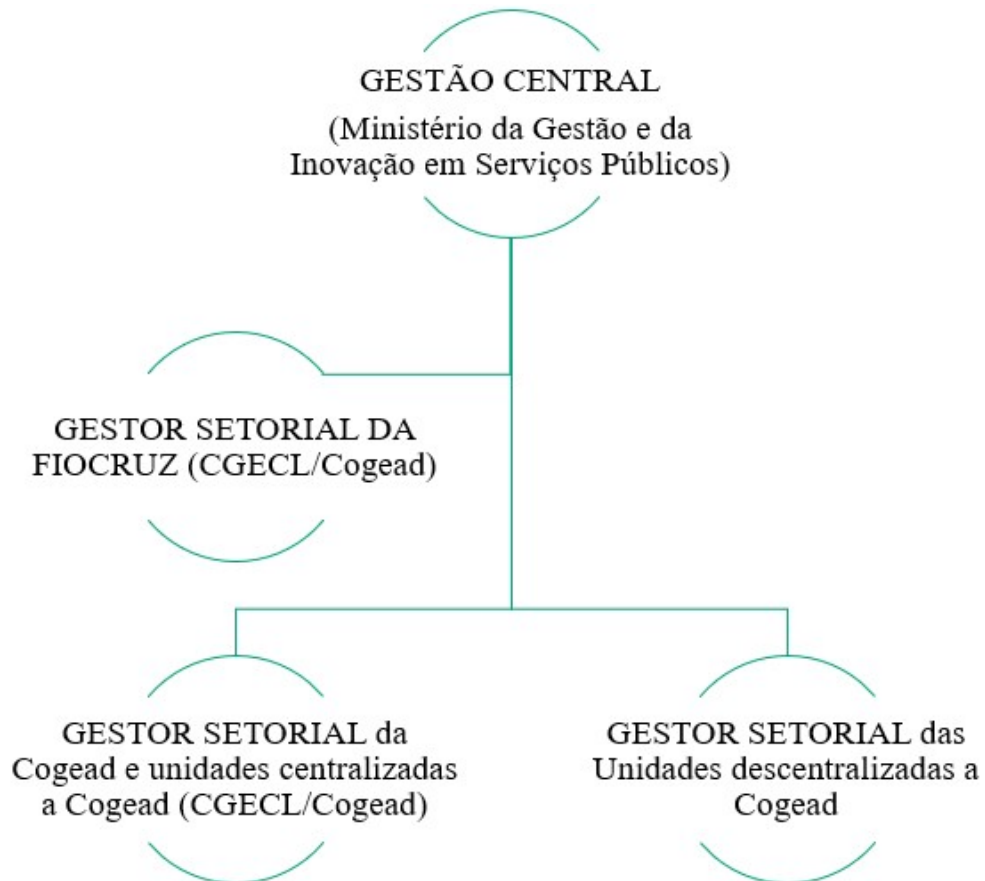 GESTÃO CENTRAL
(Ministério da Gestão e da
Inovação em Serviços Públicos)
GESTOR SETORIAL DA
FIOCRUZ (CGECL/Cogead)
GESTOR SETORIAL da
Cogead e unidades centralizadas
a Cogead (CGECL/Cogead)
GESTOR SETORIAL das
Unidades descentralizadas a
Cogead